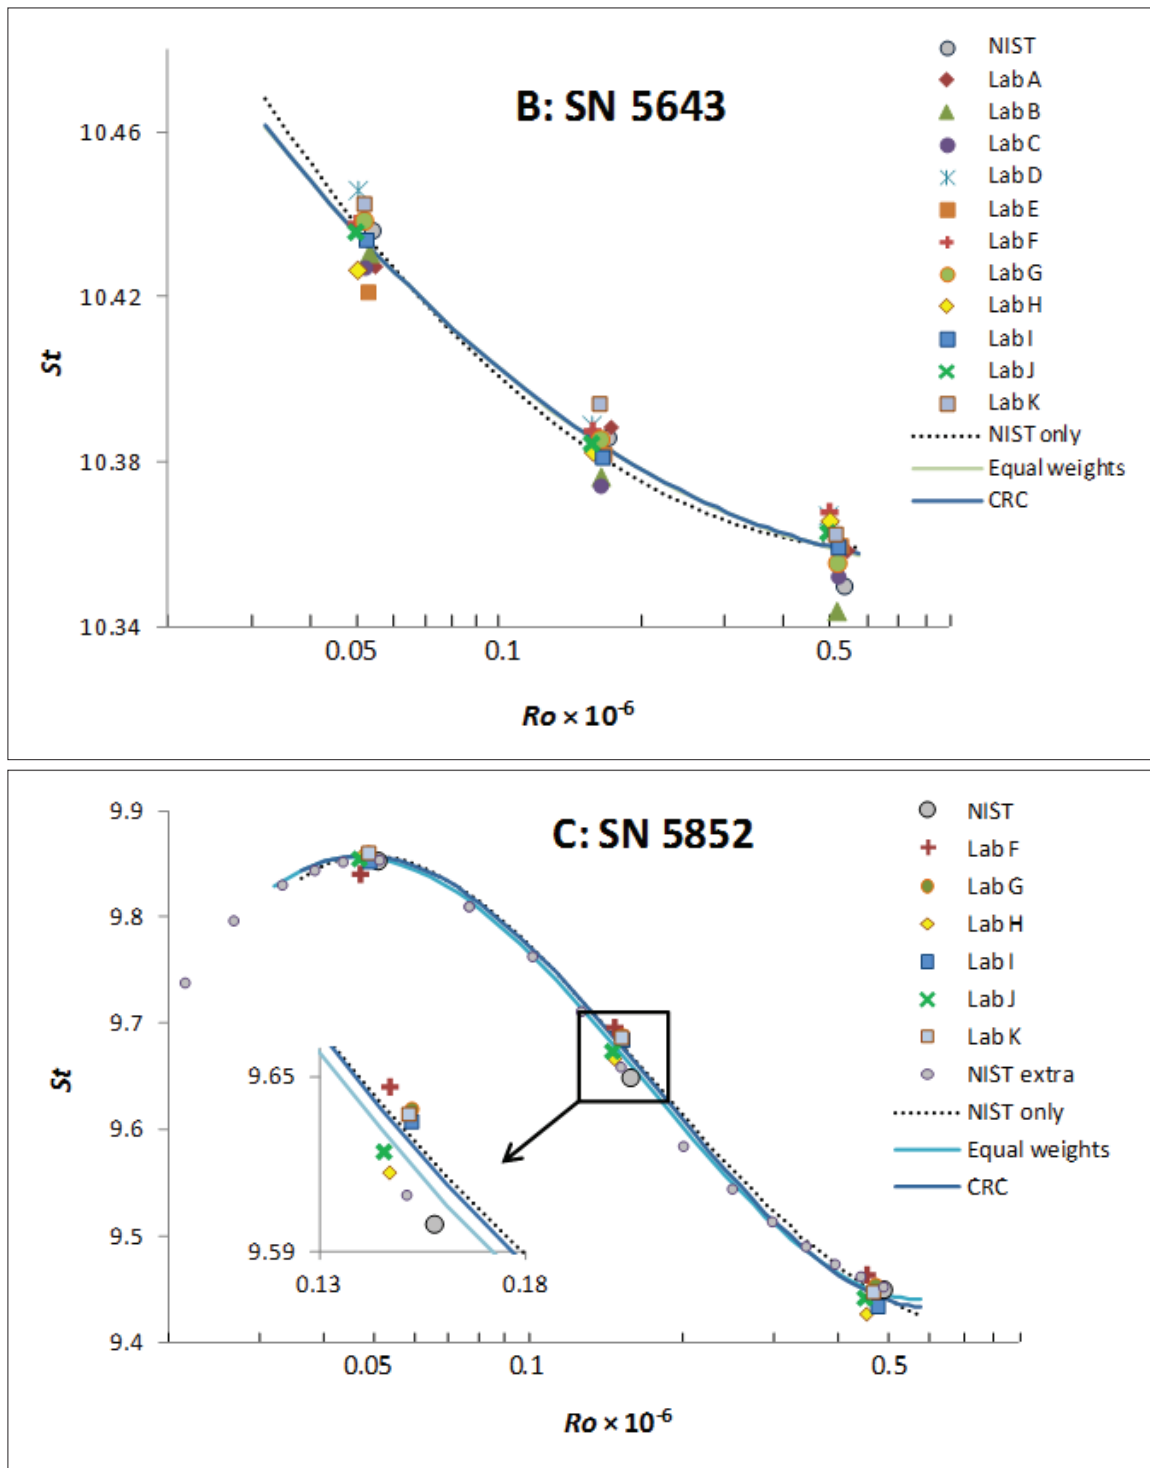 B: SN 5643
10.46
10.42
10.38
10.34
St
0.05
0.1
0.5
Ro × 10⁻⁶
NIST
Lab A
Lab B
Lab C
Lab D
Lab E
Lab F
Lab G
Lab H
Lab I
Lab J
Lab K
NIST only
Equal weights
CRC
C: SN 5852
9.9
9.8
9.7
9.6
9.5
9.4
St
9.65
9.59
0.13
0.18
0.05
0.1
0.5
Ro × 10⁻⁶
NIST
Lab F
Lab G
Lab H
Lab I
Lab J
Lab K
NIST extra
NIST only
Equal weights
CRC